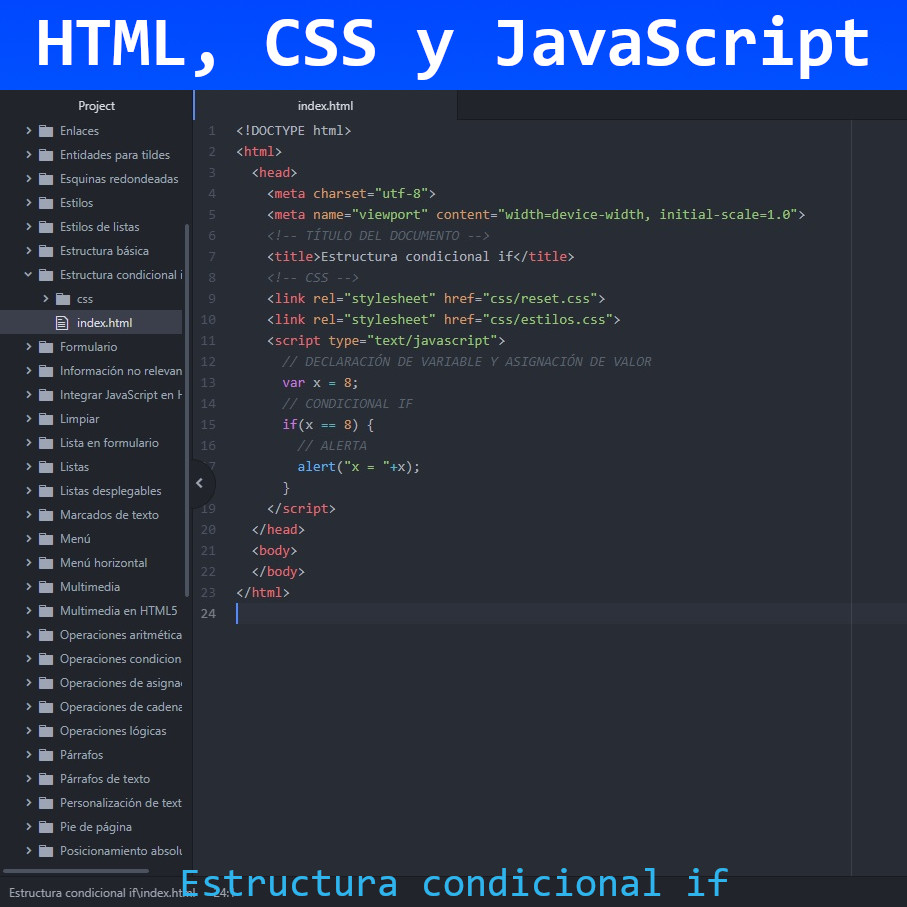 HTML, CSS y JavaScript
Project
Enlaces
Entidades para tildes
Esquinas redondeadas
Estilos
Estilos de listas
Estructura básica
Estructura condicional i
css
index.html
Formulario
Información no relevan
Integrar JavaScript en H
Limpiar
Lista en formulario
Listas
Listas desplegables
Marcados de texto
Menú
Menú horizontal
Multimedia
Multimedia en HTML5
Operaciones aritmética
Operaciones condicion
Operaciones de asigna
Operaciones de cadena
Operaciones lógicas
Párrafos
Párrafos de texto
Personalización de text
Pie de página
Posicionamiento absolu
index.html
1 <!DOCTYPE html>
2 <html>
3 <head>
4 <meta charset="utf-8">
5 <meta name="viewport" content="width=device-width, initial-scale=1.0">
6 <!-- TÍTULO DEL DOCUMENTO -->
7 <title>Estructura condicional if</title>
8 <!-- CSS -->
9 <link rel="stylesheet" href="css/reset.css">
10 <link rel="stylesheet" href="css/estilos.css">
11 <script type="text/javascript">
12 // DECLARACIÓN DE VARIABLE Y ASIGNACIÓN DE VALOR
13 var x = 8;
14 // CONDICIONAL IF
15 if(x == 8) {
16 // ALERTA
7 alert("x = "+x);
}
19 </script>
20 </head>
21 <body>
22 </body>
23 </html>
24
Estructura condicional if\index.html 24:
Estructura condicional if